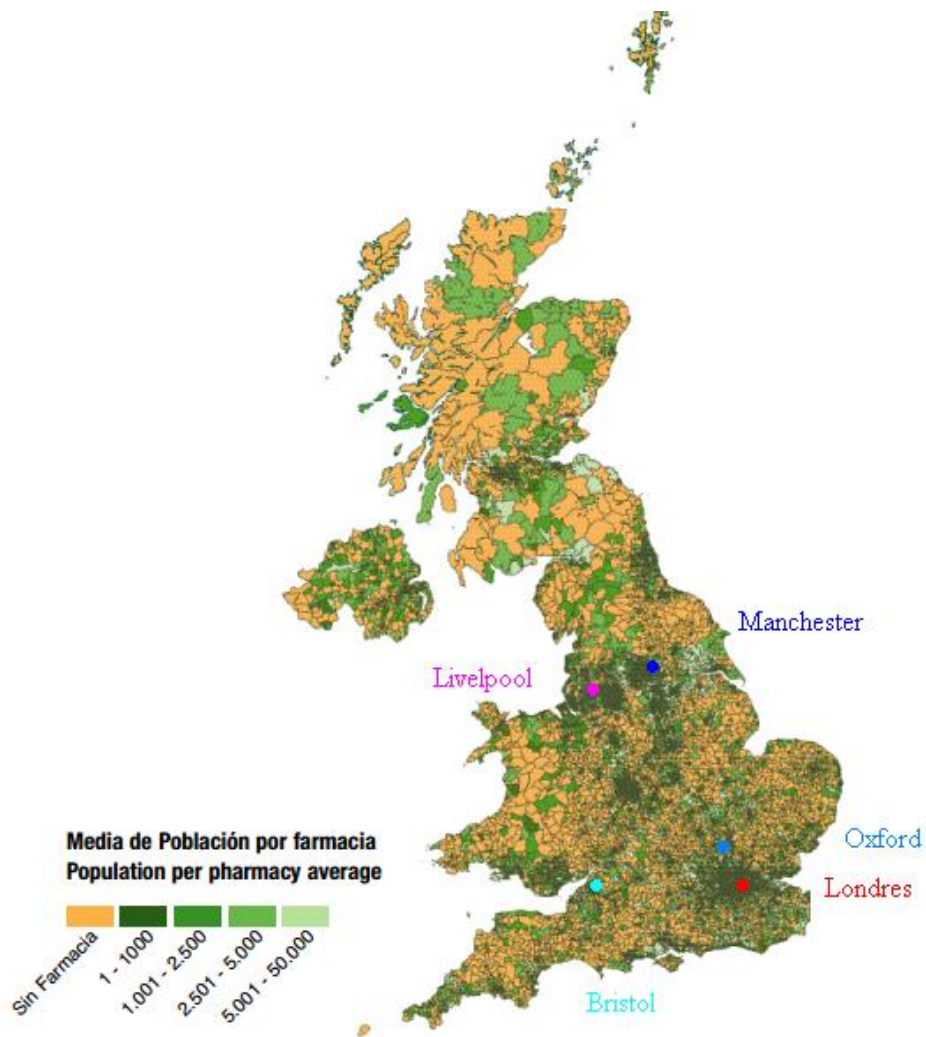 Manchester
Livelpool
Media de Población por farmacia
Population per pharmacy average
Oxford
Londres
Sin Farmacia
1 - 1000
1.001 - 2.500
2.501 - 5.000
5.001 - 50.000
Bristol